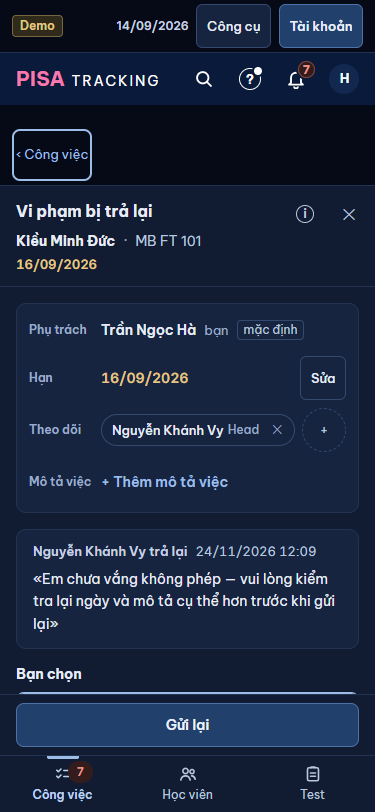 Demo
14/09/2026
Công cụ
Tài khoản
PISA TRACKING
?
7
H
‹ Công việc
Vi phạm bị trả lại
Kiều Minh Đức · MB FT 101
16/09/2026
Phụ trách Trần Ngọc Hà bạn mặc định
Hạn 16/09/2026 Sửa
Theo dõi Nguyễn Khánh Vy Head × +
Mô tả việc + Thêm mô tả việc
Nguyễn Khánh Vy trả lại 24/11/2026 12:09
«Em chưa vắng không phép — vui lòng kiểm
tra lại ngày và mô tả cụ thể hơn trước khi gửi
lại»
Bạn chọn
Gửi lại
7
Công việc
Học viên
Test